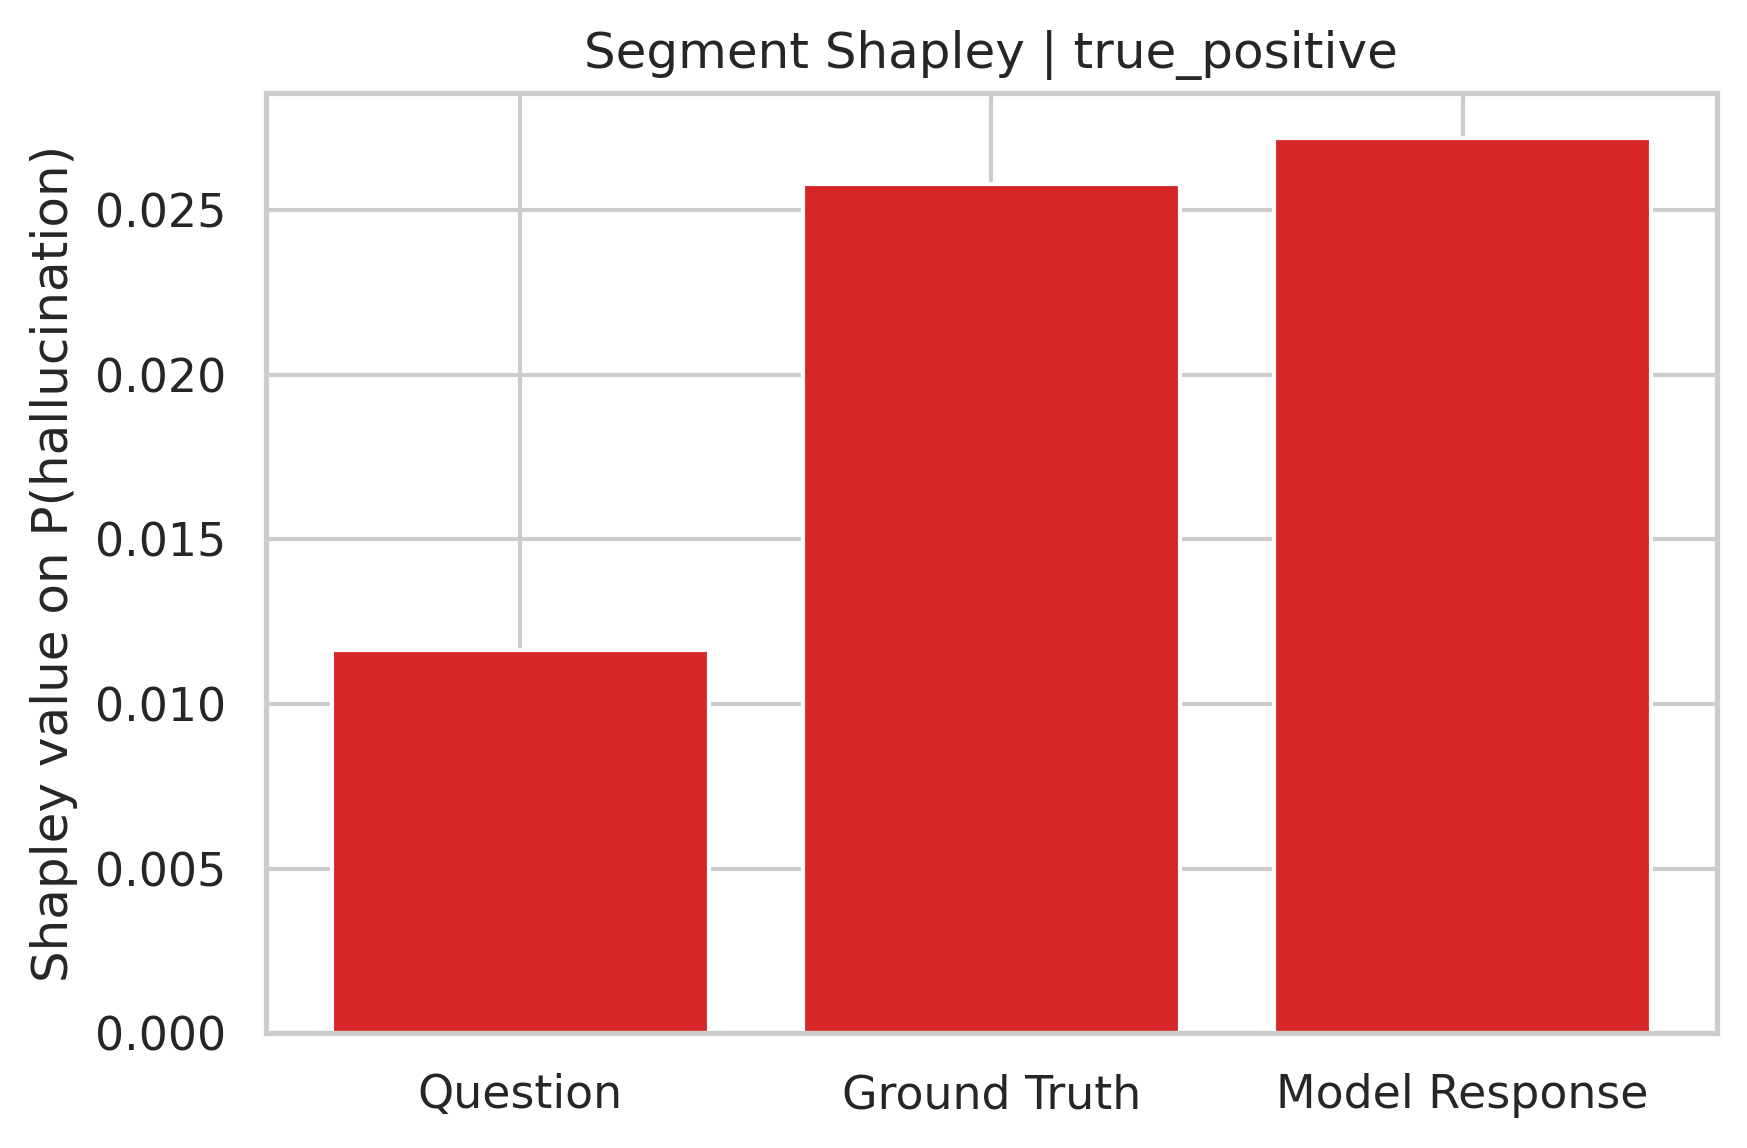 Segment Shapley | true_positive
Shapley value on P(hallucination)
0.025
0.020
0.015
0.010
0.005
0.000
Question
Ground Truth
Model Response